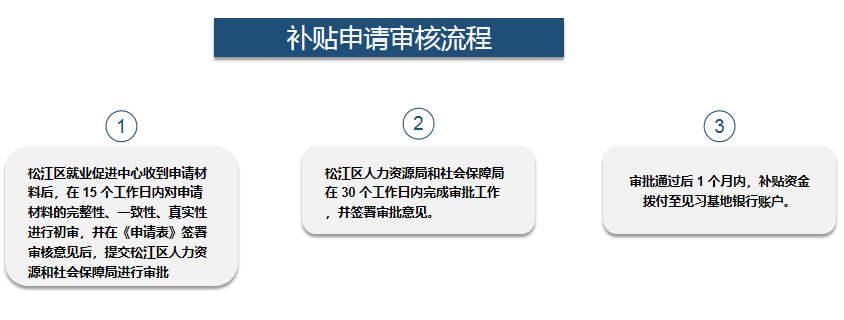 补贴申请审核流程
1
松江区就业促进中心收到申请材
料后，在 15 个工作日内对申请
材料的完整性、一致性、真实性
进行初审，并在《申请表》签署
审核意见后，提交松江区人力资
源和社会保障局进行审批
2
松江区人力资源局和社会保障局
在 30 个工作日内完成审批工作
，并签署审批意见。
3
审批通过后 1 个月内，补贴资金
拨付至见习基地银行账户。